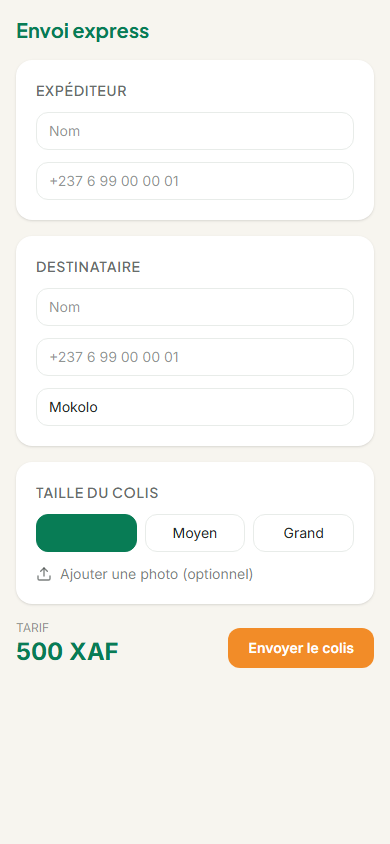 Envoi express
EXPÉDITEUR
Nom
+237 6 99 00 00 01
DESTINATAIRE
Nom
+237 6 99 00 00 01
Mokolo
TAILLE DU COLIS
Moyen
Grand
Ajouter une photo (optionnel)
TARIF
500 XAF
Envoyer le colis